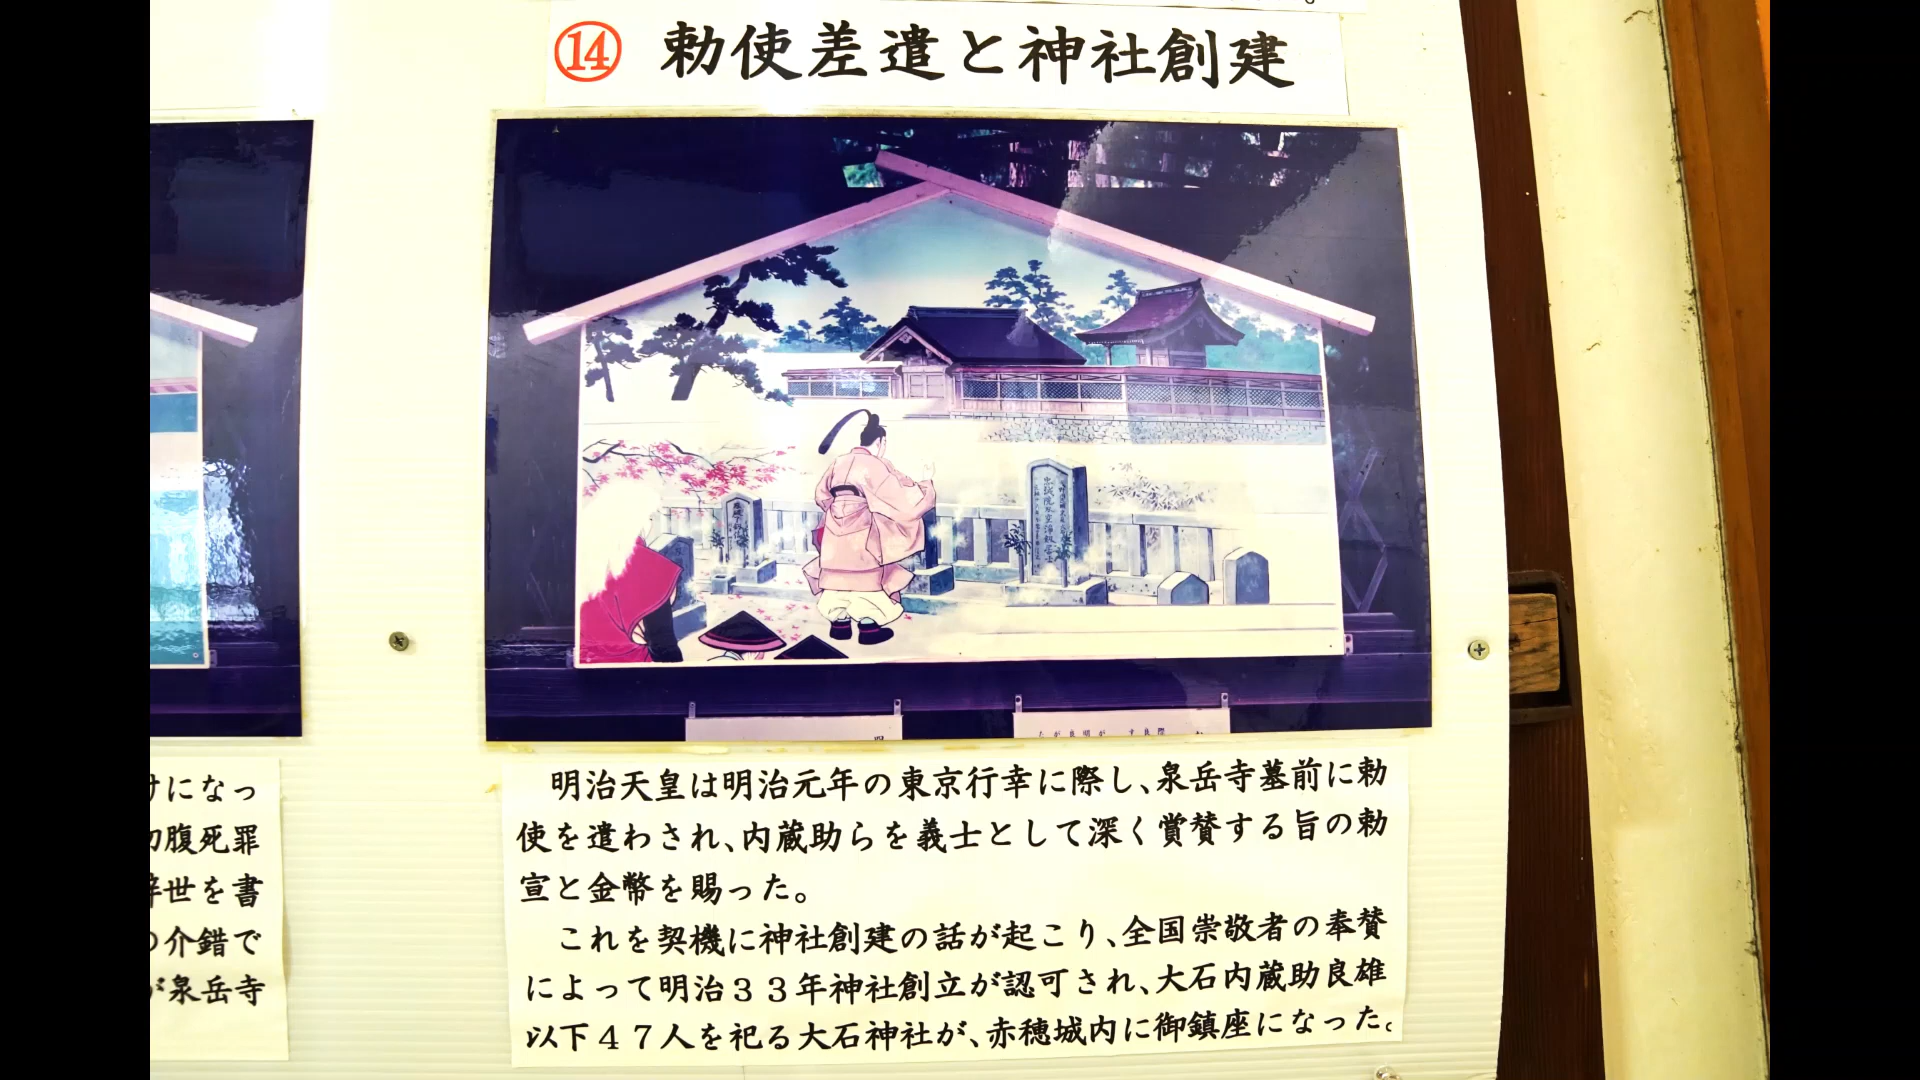 ⑭ 勅使差遣と神社創建
明治天皇は明治元年の東京行幸に際し、泉岳寺墓前に勅
使を遣わされ、内蔵助らを義士として深く賞賛する旨の勅
宣と金幣を賜った。
これを契機に神社創建の話が起こり、全国崇敬者の奉賛
によって明治33年神社創立が認可され、大石内蔵助良雄
以下47人を祀る大石神社が、赤穂城内に御鎮座になった。
けになっ
切腹死罪
辞世を書
の介錯で
が泉岳寺